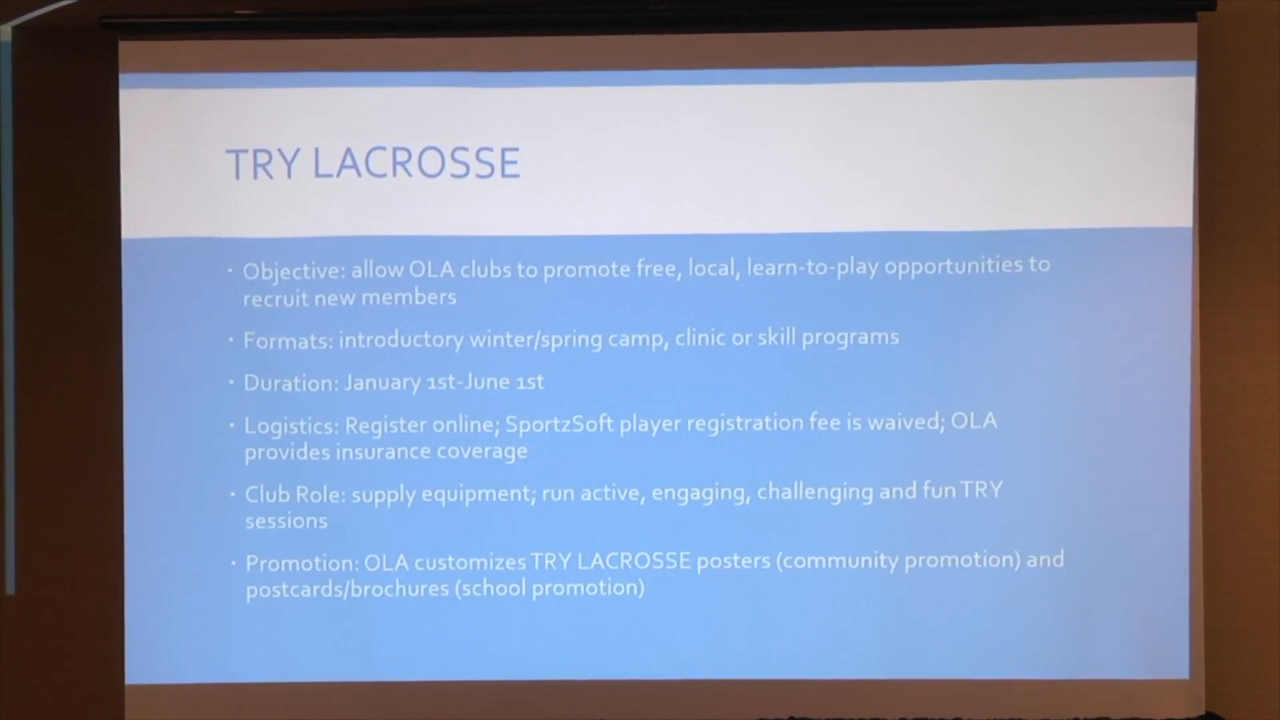 TRY LACROSSE
· Objective: allow OLA clubs to promote free, local, learn-to-play opportunities to
recruit new members
· Formats: introductory winter/spring camp, clinic or skill programs
· Duration: January 1st-June 1st
· Logistics: Register online; SportzSoft player registration fee is waived; OLA
provides insurance coverage
· Club Role: supply equipment; run active, engaging, challenging and fun TRY
sessions
· Promotion: OLA customizes TRY LACROSSE posters (community promotion) and
postcards/brochures (school promotion)